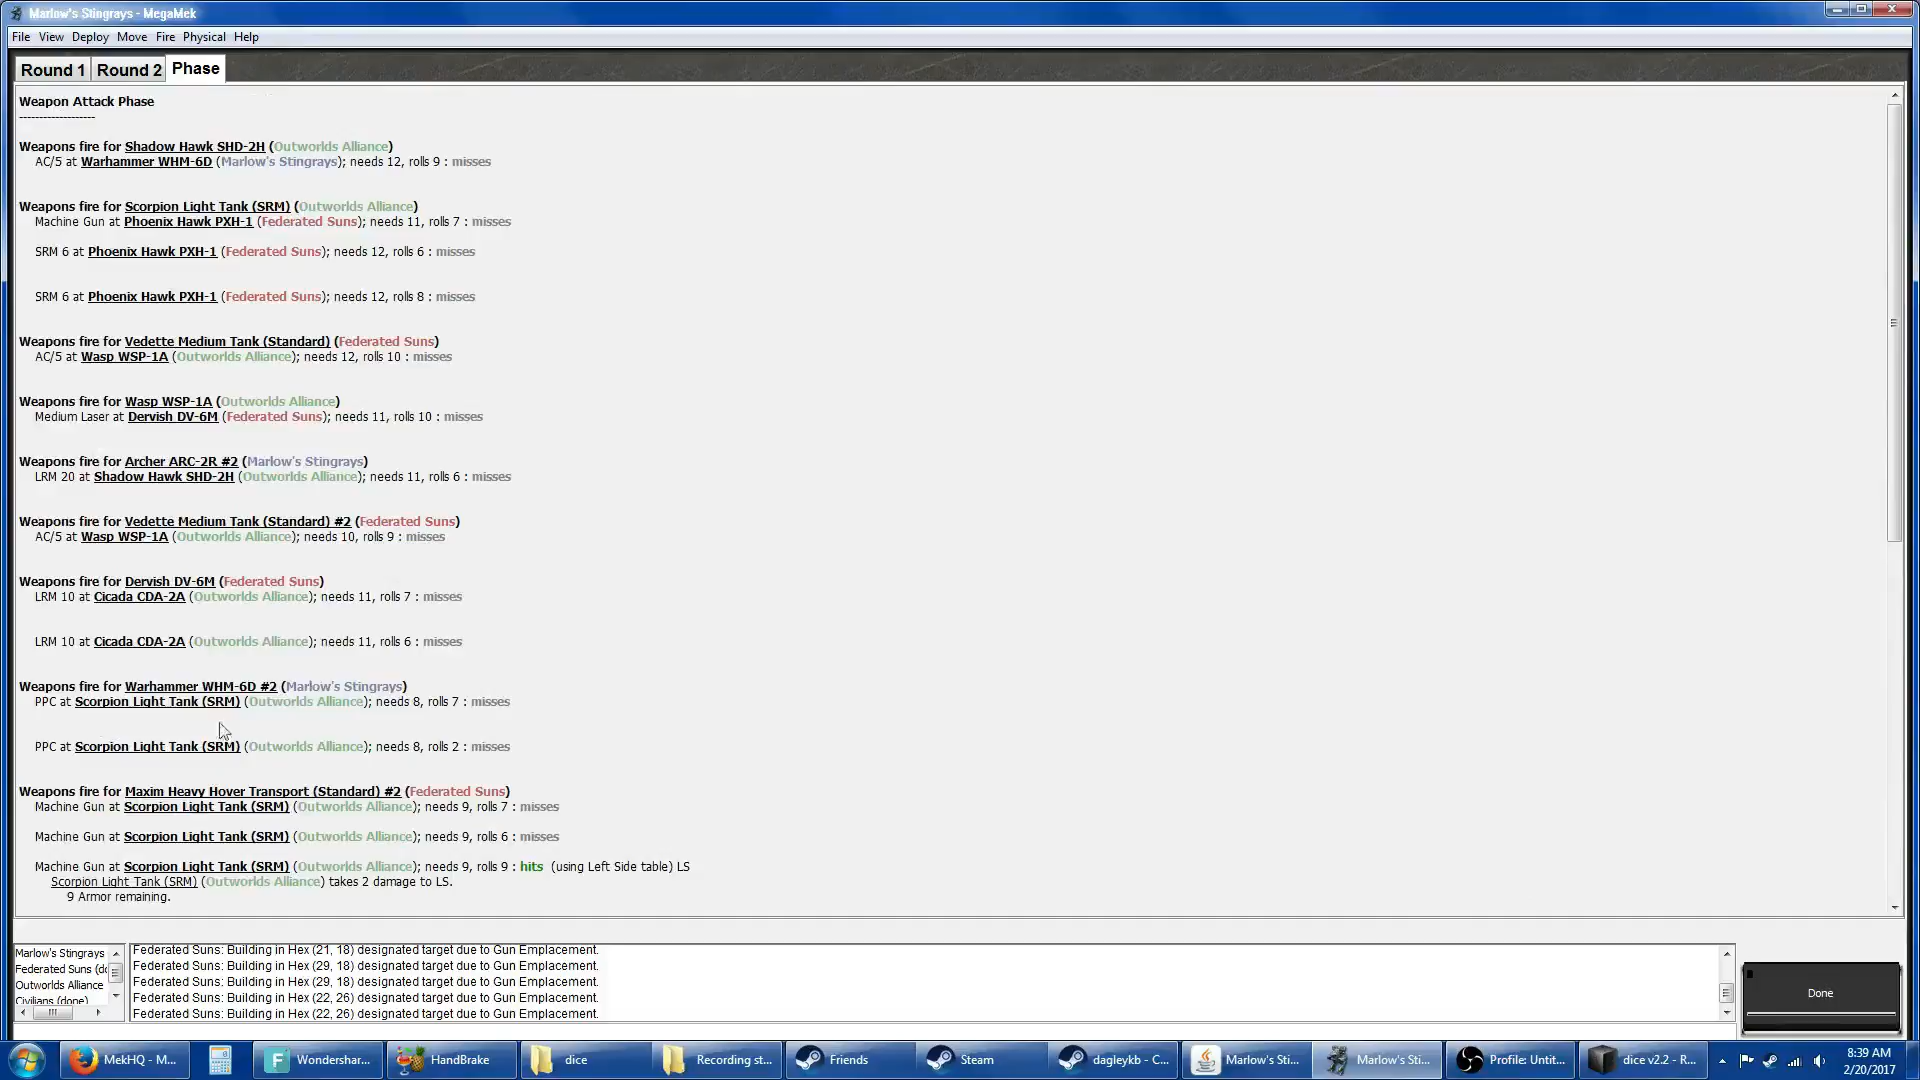 Marlow's Stingrays - MegaMek
File View Deploy Move Fire Physical Help
Round 1 Round 2 Phase
Weapon Attack Phase
-------------------
Weapons fire for Shadow Hawk SHD-2H (Outworlds Alliance)
AC/5 at Warhammer WHM-6D (Marlow's Stingrays); needs 12, rolls 9 : misses
Weapons fire for Scorpion Light Tank (SRM) (Outworlds Alliance)
Machine Gun at Phoenix Hawk PXH-1 (Federated Suns); needs 11, rolls 7 : misses
SRM 6 at Phoenix Hawk PXH-1 (Federated Suns); needs 12, rolls 6 : misses
SRM 6 at Phoenix Hawk PXH-1 (Federated Suns); needs 12, rolls 8 : misses
Weapons fire for Vedette Medium Tank (Standard) (Federated Suns)
AC/5 at Wasp WSP-1A (Outworlds Alliance); needs 12, rolls 10 : misses
Weapons fire for Wasp WSP-1A (Outworlds Alliance)
Medium Laser at Dervish DV-6M (Federated Suns); needs 11, rolls 10 : misses
Weapons fire for Archer ARC-2R #2 (Marlow's Stingrays)
LRM 20 at Shadow Hawk SHD-2H (Outworlds Alliance); needs 11, rolls 6 : misses
Weapons fire for Vedette Medium Tank (Standard) #2 (Federated Suns)
AC/5 at Wasp WSP-1A (Outworlds Alliance); needs 10, rolls 9 : misses
Weapons fire for Dervish DV-6M (Federated Suns)
LRM 10 at Cicada CDA-2A (Outworlds Alliance); needs 11, rolls 7 : misses
LRM 10 at Cicada CDA-2A (Outworlds Alliance); needs 11, rolls 6 : misses
Weapons fire for Warhammer WHM-6D #2 (Marlow's Stingrays)
PPC at Scorpion Light Tank (SRM) (Outworlds Alliance); needs 8, rolls 7 : misses
PPC at Scorpion Light Tank (SRM) (Outworlds Alliance); needs 8, rolls 2 : misses
Weapons fire for Maxim Heavy Hover Transport (Standard) #2 (Federated Suns)
Machine Gun at Scorpion Light Tank (SRM) (Outworlds Alliance); needs 9, rolls 7 : misses
Machine Gun at Scorpion Light Tank (SRM) (Outworlds Alliance); needs 9, rolls 6 : misses
Machine Gun at Scorpion Light Tank (SRM) (Outworlds Alliance); needs 9, rolls 9 : hits (using Left Side table) LS
Scorpion Light Tank (SRM) (Outworlds Alliance) takes 2 damage to LS.
9 Armor remaining.
Marlow's Stingrays
Federated Suns (do
Outworlds Alliance
Civilians (done)
Federated Suns: Building in Hex (21, 18) designated target due to Gun Emplacement.
Federated Suns: Building in Hex (29, 18) designated target due to Gun Emplacement.
Federated Suns: Building in Hex (29, 18) designated target due to Gun Emplacement.
Federated Suns: Building in Hex (22, 26) designated target due to Gun Emplacement.
Federated Suns: Building in Hex (22, 26) designated target due to Gun Emplacement.
Done
MekHQ - M... Wondershar... HandBrake dice Recording st... Friends Steam dagleykb - C... Marlow's Sti... Marlow's Sti... Profile: Untit... dice v2.2 - R...
8:39 AM
2/20/2017